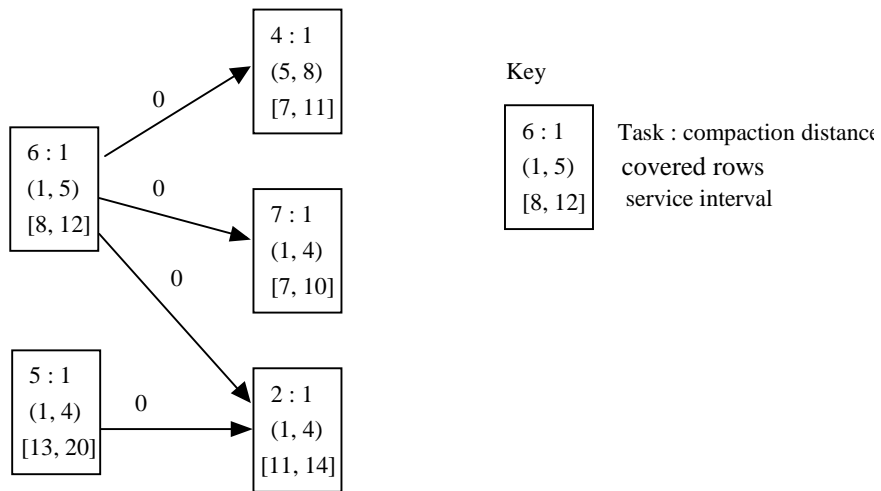 4 : 1
(5, 8)
[7, 11]
0
6 : 1
(1, 5)
[8, 12]
0
7 : 1
(1, 4)
[7, 10]
0
5 : 1
(1, 4)
[13, 20]
0
2 : 1
(1, 4)
[11, 14]
Key
6 : 1
(1, 5)
[8, 12]
Task : compaction distance
covered rows
service interval